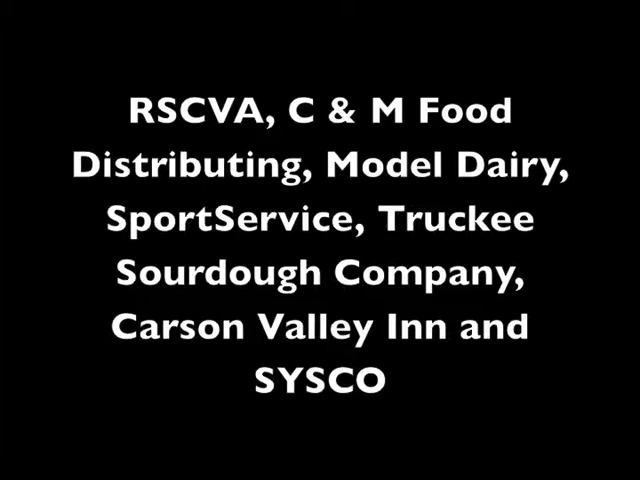 RSCVA, C & M Food
Distributing, Model Dairy,
SportService, Truckee
Sourdough Company,
Carson Valley Inn and
SYSCO